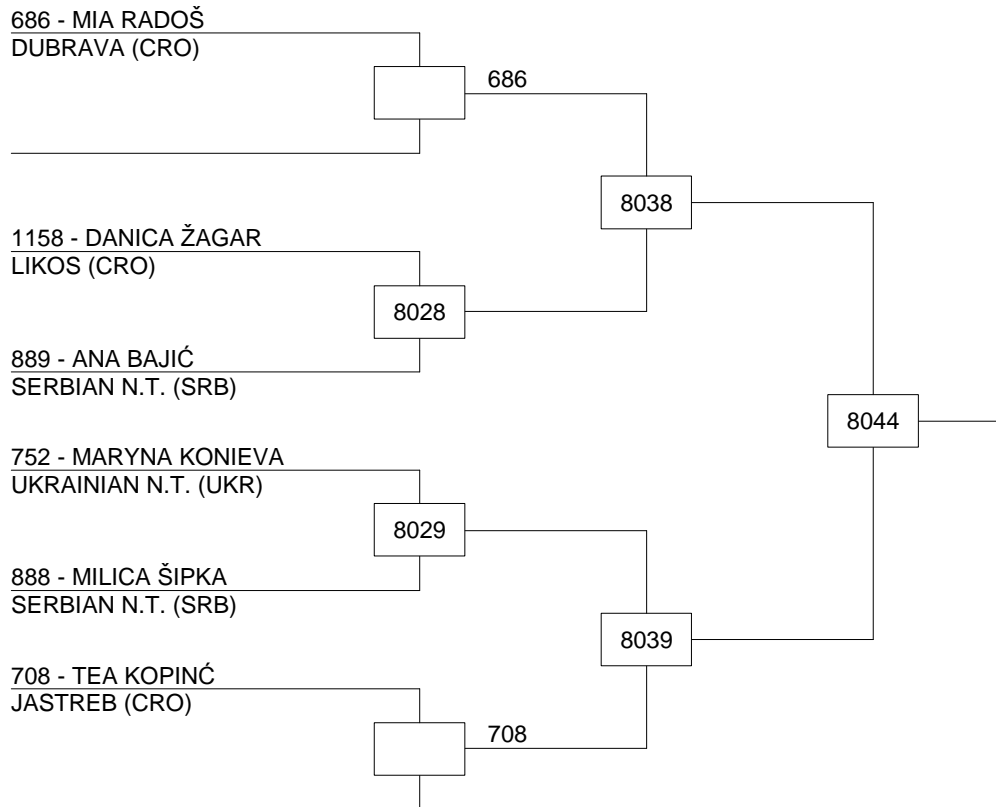 686 - MIA RADOŠ
DUBRAVA (CRO)
686
8038
1158 - DANICA ŽAGAR
LIKOS (CRO)
8028
889 - ANA BAJIĆ
SERBIAN N.T. (SRB)
8044
752 - MARYNA KONIEVA
UKRAINIAN N.T. (UKR)
8029
888 - MILICA ŠIPKA
SERBIAN N.T. (SRB)
8039
708 - TEA KOPINĆ
JASTREB (CRO)
708